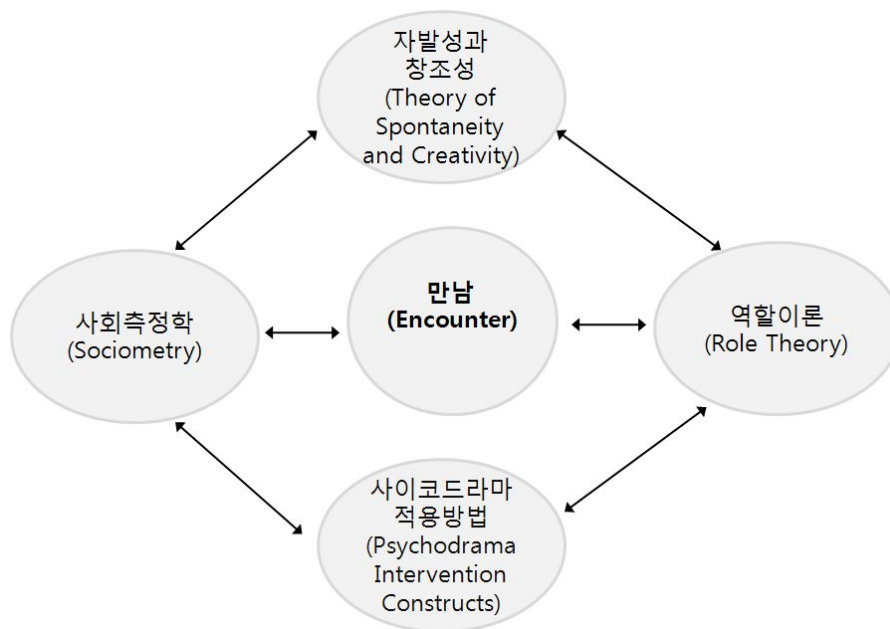 자발성과
창조성
(Theory of
Spontaneity
and Creativity)
만남
(Encounter)
사회측정학
(Sociometry)
역할이론
(Role Theory)
사이코드라마
적용방법
(Psychodrama
Intervention
Constructs)